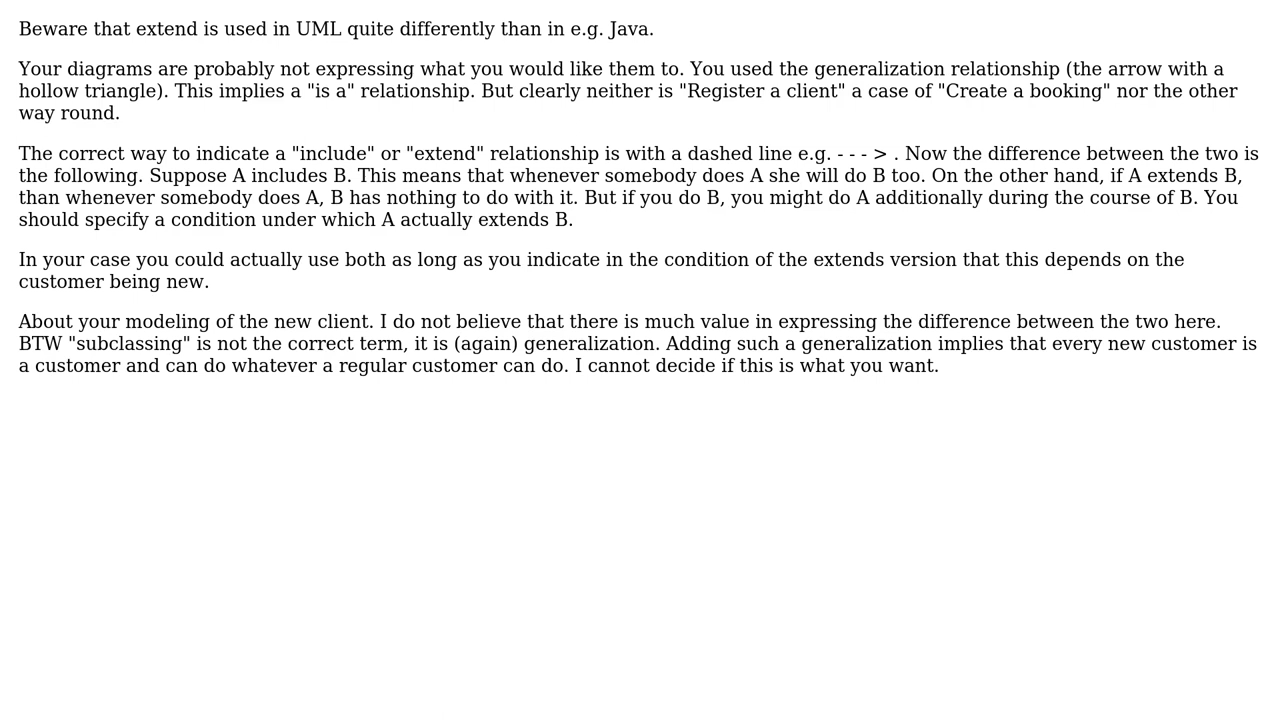 Beware that extend is used in UML quite differently than in e.g. Java.
Your diagrams are probably not expressing what you would like them to. You used the generalization relationship (the arrow with a
hollow triangle). This implies a "is a" relationship. But clearly neither is "Register a client" a case of "Create a booking" nor the other
way round.
The correct way to indicate a "include" or "extend" relationship is with a dashed line e.g. - - - > . Now the difference between the two is
the following. Suppose A includes B. This means that whenever somebody does A she will do B too. On the other hand, if A extends B,
than whenever somebody does A, B has nothing to do with it. But if you do B, you might do A additionally during the course of B. You
should specify a condition under which A actually extends B.
In your case you could actually use both as long as you indicate in the condition of the extends version that this depends on the
customer being new.
About your modeling of the new client. I do not believe that there is much value in expressing the difference between the two here.
BTW "subclassing" is not the correct term, it is (again) generalization. Adding such a generalization implies that every new customer is
a customer and can do whatever a regular customer can do. I cannot decide if this is what you want.